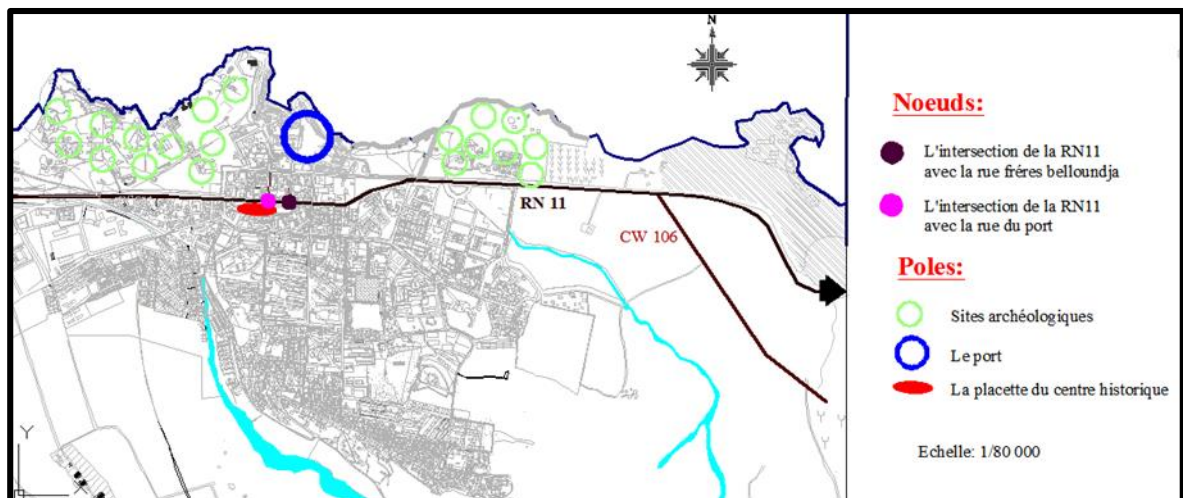 N
RN 11
CW 106
Y
X
Noeuds:
L'intersection de la RN11
avec la rue fréres belloundja
L'intersection de la RN11
avec la rue du port
Poles:
Sites archéologiques
Le port
La placette du centre historique
Echelle: 1/80 000